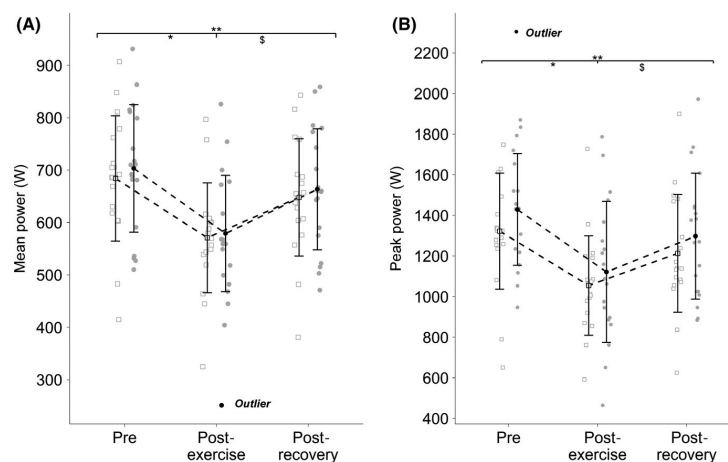 (A)
**
*
$
Mean power (W)
900
800
700
600
500
400
300
Outlier
Pre
Post-
exercise
Post-
recovery
(B)
Outlier
**
*
$
Peak power (W)
2200
2000
1800
1600
1400
1200
1000
800
600
400
Pre
Post-
exercise
Post-
recovery